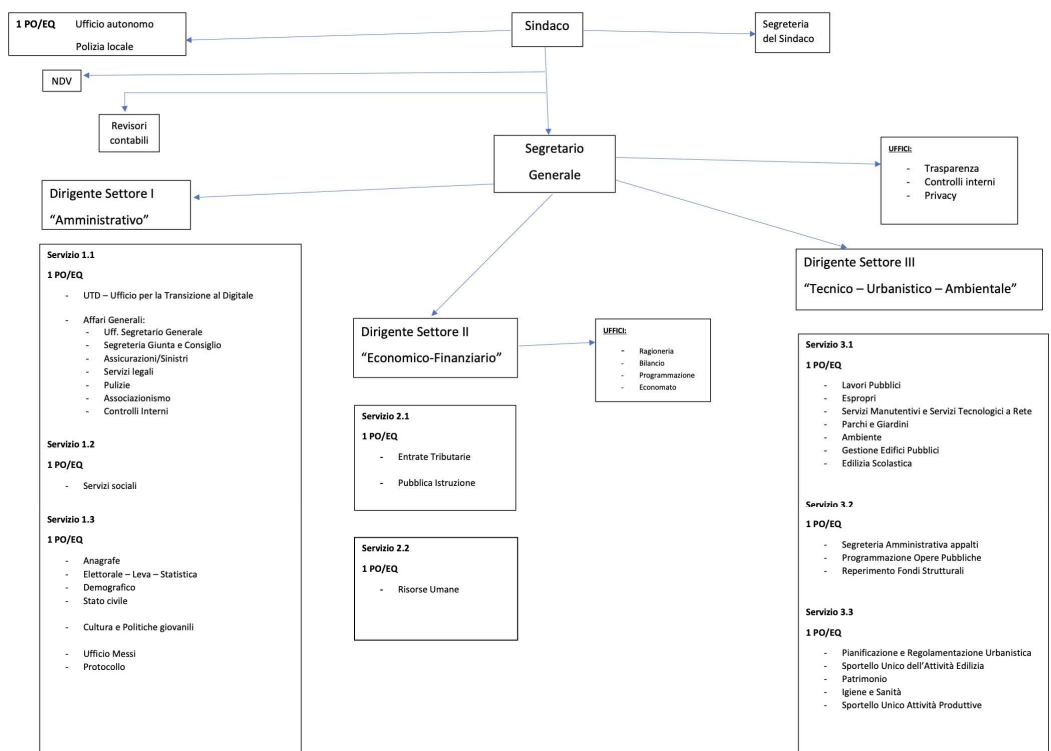 1 PO/EQ Ufficio autonomo
Polizia locale
Sindaco
Segreteria
del Sindaco
NDV
Revisori
contabili
Segretario
Generale
UFFICI:
- Trasparenza
- Controlli interni
- Privacy
Dirigente Settore I
“Amministrativo”
Servizio 1.1
1 PO/EQ
- UTD – Ufficio per la Transizione al Digitale
- Affari Generali:
- Uff. Segretario Generale
- Segreteria Giunta e Consiglio
- Assicurazioni/Sinistri
- Servizi legali
- Pulizie
- Associazionismo
- Controlli Interni
Servizio 1.2
1 PO/EQ
- Servizi sociali
Servizio 1.3
1 PO/EQ
- Anagrafe
- Elettorale – Leva – Statistica
- Demografico
- Stato civile
- Cultura e Politiche giovanili
- Ufficio Messi
- Protocollo
Dirigente Settore II
“Economico-Finanziario”
UFFICI:
- Ragioneria
- Bilancio
- Programmazione
- Economato
Servizio 2.1
1 PO/EQ
- Entrate Tributarie
- Pubblica Istruzione
Servizio 2.2
1 PO/EQ
- Risorse Umane
Dirigente Settore III
“Tecnico – Urbanistico – Ambientale”
Servizio 3.1
1 PO/EQ
- Lavori Pubblici
- Espropri
- Servizi Manutentivi e Servizi Tecnologici a Rete
- Parchi e Giardini
- Ambiente
- Gestione Edifici Pubblici
- Edilizia Scolastica
Servizio 3.2
1 PO/EQ
- Segreteria Amministrativa appalti
- Programmazione Opere Pubbliche
- Reperimento Fondi Strutturali
Servizio 3.3
1 PO/EQ
- Pianificazione e Regolamentazione Urbanistica
- Sportello Unico dell’Attività Edilizia
- Patrimonio
- Igiene e Sanità
- Sportello Unico Attività Produttive